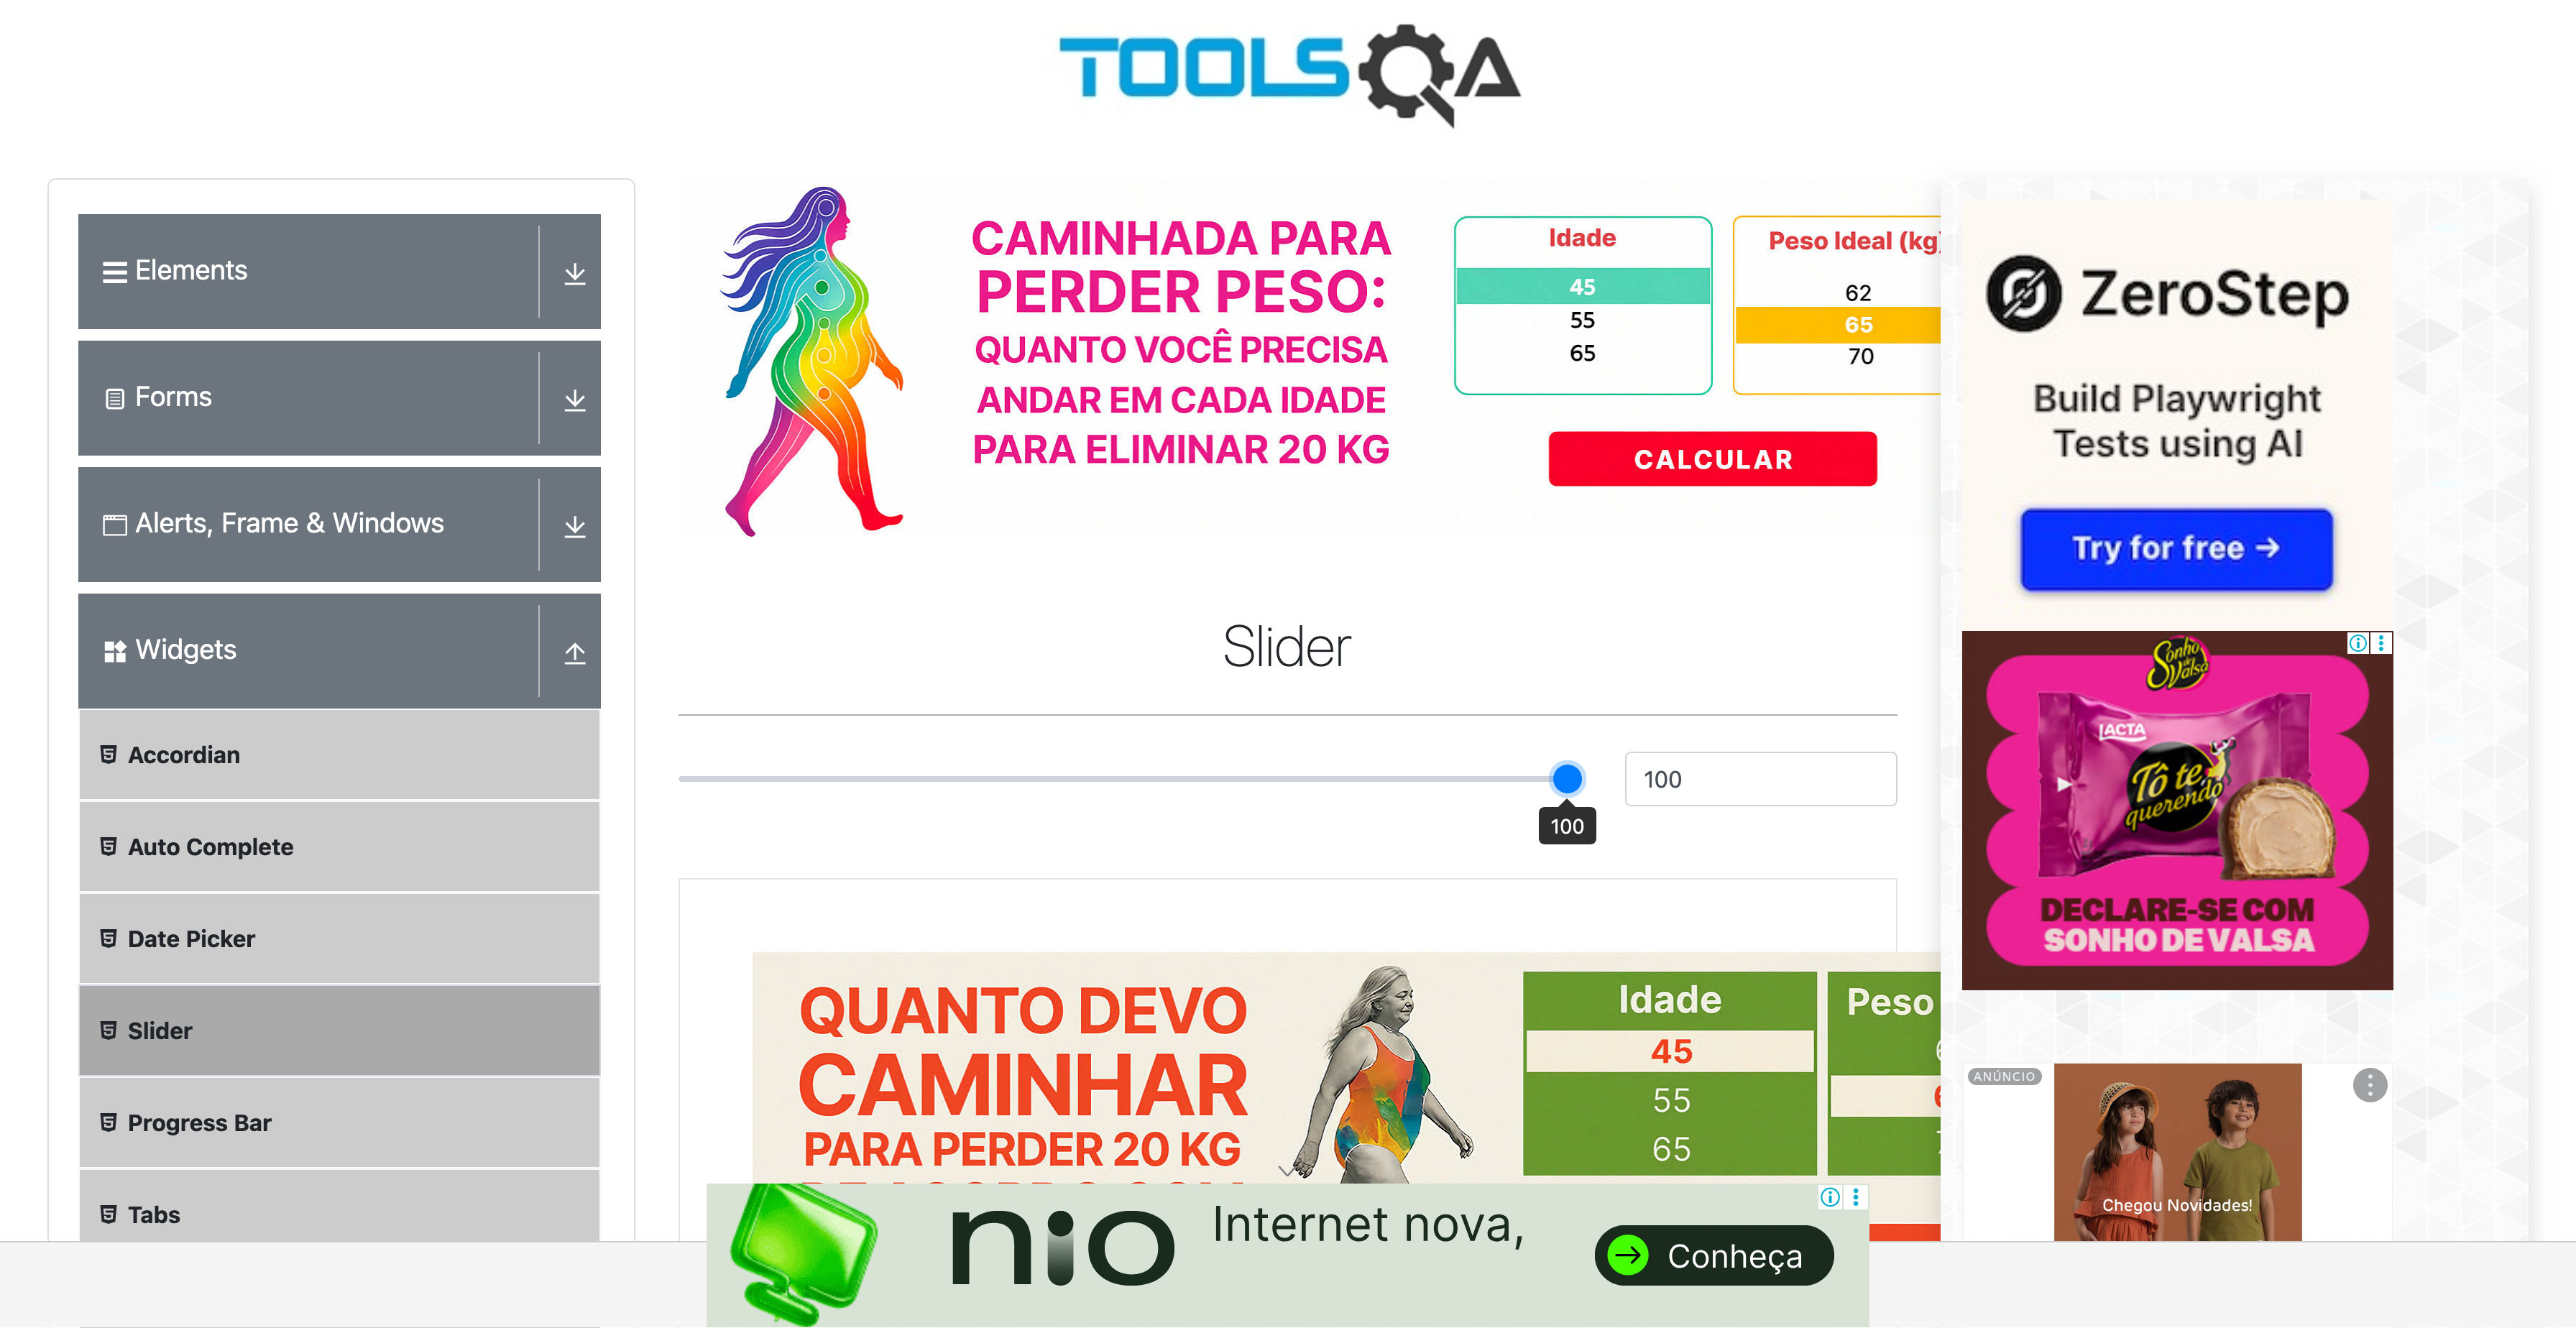 TOOLSQA
Elements
Forms
Alerts, Frame & Windows
Widgets
Accordian
Auto Complete
Date Picker
Slider
Progress Bar
Tabs
CAMINHADA PARA
PERDER PESO:
QUANTO VOCÊ PRECISA
ANDAR EM CADA IDADE
PARA ELIMINAR 20 KG
Idade
45
55
65
Peso Ideal (kg)
62
65
70
CALCULAR
Slider
100
100
QUANTO DEVO
CAMINHAR
PARA PERDER 20 KG
Idade
45
55
65
Peso
nio
Internet nova,
Conheça
ZeroStep
Build Playwright
Tests using AI
Try for free →
Sonho de Valsa
LACTA
Tô te
querendo
DECLARE-SE COM
SONHO DE VALSA
ANÚNCIO
Chegou Novidades!